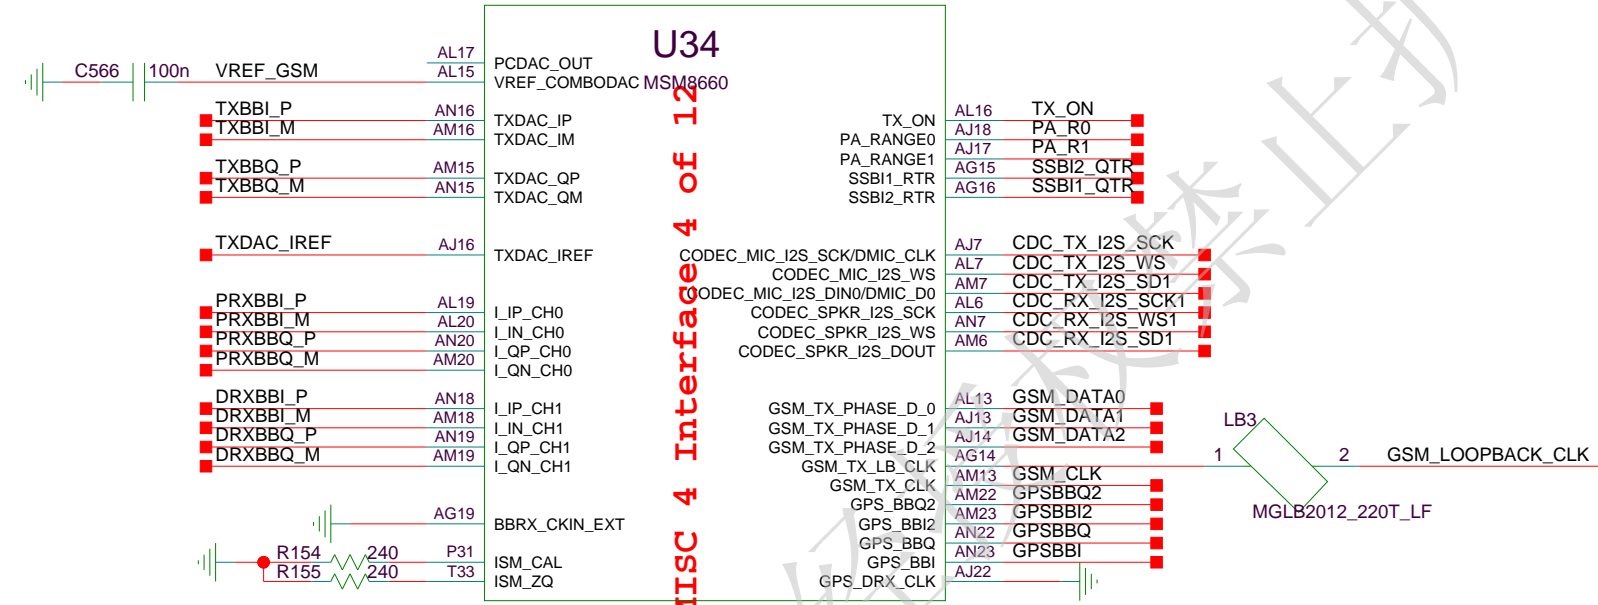 U34
MSM8660
MISC 4 Interface 4 of 12
C566 100n VREF_GSM AL15 VREF_COMBODAC
AL17 PCDAC_OUT
TXBBI_P AN16 TXDAC_IP
TXBBI_M AM16 TXDAC_IM
TXBBQ_P AM15 TXDAC_QP
TXBBQ_M AN15 TXDAC_QM
TXDAC_IREF AJ16 TXDAC_IREF
PRXBBI_P AL19 I_IP_CH0
PRXBBI_M AL20 I_IN_CH0
PRXBBQ_P AN20 I_QP_CH0
PRXBBQ_M AM20 I_QN_CH0
DRXBBI_P AN18 I_IP_CH1
DRXBBI_M AM18 I_IN_CH1
DRXBBQ_P AN19 I_QP_CH1
DRXBBQ_M AM19 I_QN_CH1
AG19 BBRX_CKIN_EXT
R154 240 P31 ISM_CAL
R155 240 T33 ISM_ZQ
TX_ON AL16 TX_ON
PA_RANGE0 AJ18 PA_R0
PA_RANGE1 AJ17 PA_R1
SSBI1_RTR AG15 SSBI2_QTR
SSBI2_RTR AG16 SSBI1_QTR
CODEC_MIC_I2S_SCK/DMIC_CLK AJ7 CDC_TX_I2S_SCK
CODEC_MIC_I2S_WS AL7 CDC_TX_I2S_WS
CODEC_MIC_I2S_DIN0/DMIC_D0 AM7 CDC_TX_I2S_SD1
CODEC_SPKR_I2S_SCK AL6 CDC_RX_I2S_SCK1
CODEC_SPKR_I2S_WS AN7 CDC_RX_I2S_WS1
CODEC_SPKR_I2S_DOUT AM6 CDC_RX_I2S_SD1
GSM_TX_PHASE_D_0 AL13 GSM_DATA0
GSM_TX_PHASE_D_1 AJ13 GSM_DATA1
GSM_TX_PHASE_D_2 AJ14 GSM_DATA2
GSM_TX_LB_CLK AG14
GSM_TX_CLK AM13 GSM_CLK
GPS_BBQ2 AM22 GPSBBQ2
GPS_BBI2 AM23 GPSBBI2
GPS_BBQ AN22 GPSBBQ
GPS_BBI AN23 GPSBBI
GPS_DRX_CLK AJ22
LB3
1 2 GSM_LOOPBACK_CLK
MGLB2012_220T_LF
权禁止扩